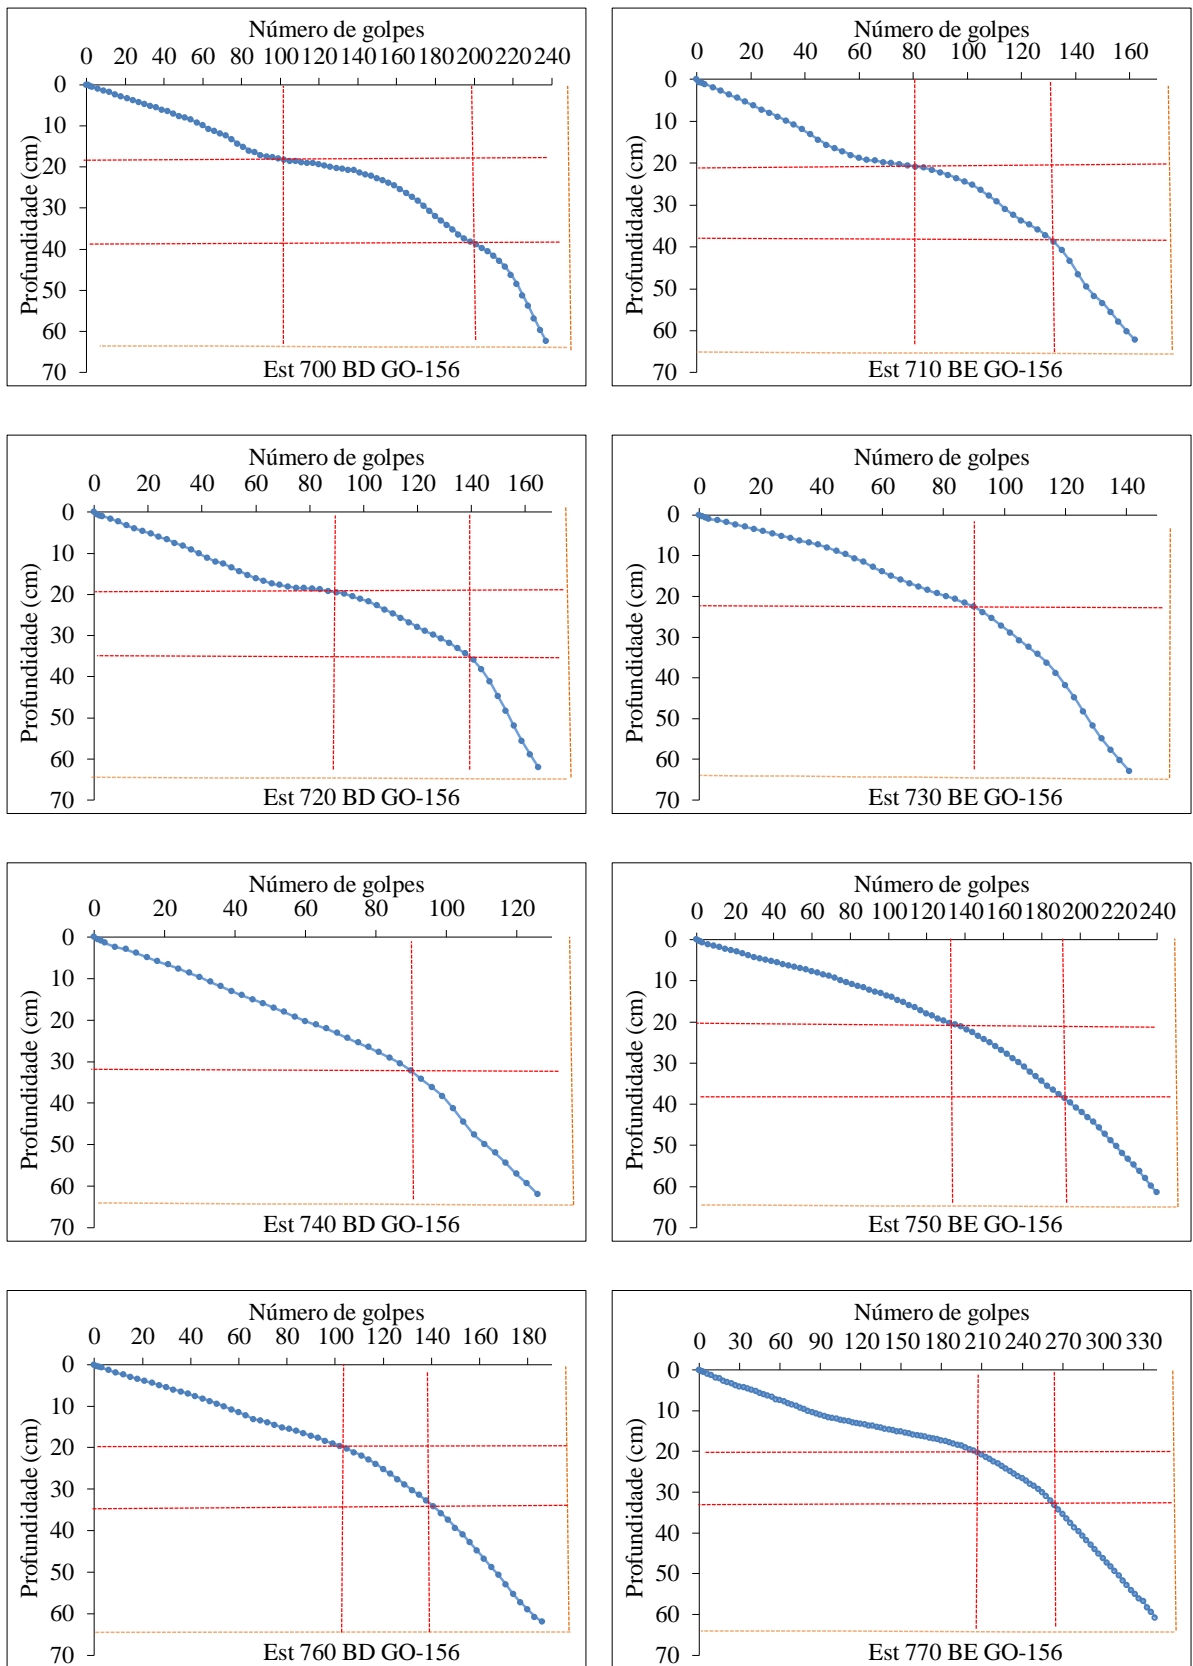 Número de golpes
0 20 40 60 80 100 120 140 160 180 200 220 240
0
10
20
30
40
50
60
70
Profundidade (cm)
Est 700 BD GO-156
Número de golpes
0 20 40 60 80 100 120 140 160
0
10
20
30
40
50
60
70
Profundidade (cm)
Est 710 BE GO-156
Número de golpes
0 20 40 60 80 100 120 140 160
0
10
20
30
40
50
60
70
Profundidade (cm)
Est 720 BD GO-156
Número de golpes
0 20 40 60 80 100 120 140
0
10
20
30
40
50
60
70
Profundidade (cm)
Est 730 BE GO-156
Número de golpes
0 20 40 60 80 100 120
0
10
20
30
40
50
60
70
Profundidade (cm)
Est 740 BD GO-156
Número de golpes
0 20 40 60 80 100 120 140 160 180 200 220 240
0
10
20
30
40
50
60
70
Profundidade (cm)
Est 750 BE GO-156
Número de golpes
0 20 40 60 80 100 120 140 160 180
0
10
20
30
40
50
60
70
Profundidade (cm)
Est 760 BD GO-156
Número de golpes
0 30 60 90 120 150 180 210 240 270 300 330
0
10
20
30
40
50
60
70
Profundidade (cm)
Est 770 BE GO-156